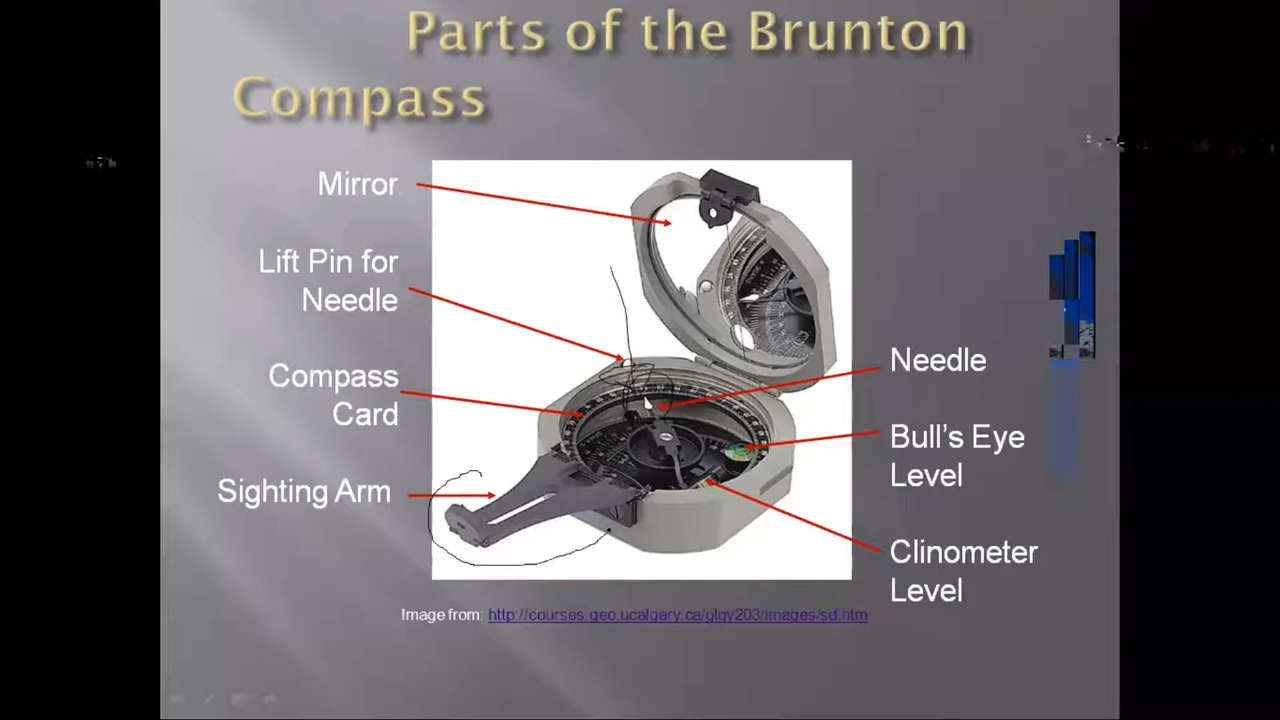 Parts of the Brunton
Compass
Mirror
Lift Pin for
Needle
Compass
Card
Sighting Arm
Needle
Bull's Eye
Level
Clinometer
Level
Image from: http://courses.geo.ucalgary.ca/glgy203/images/sd.htm